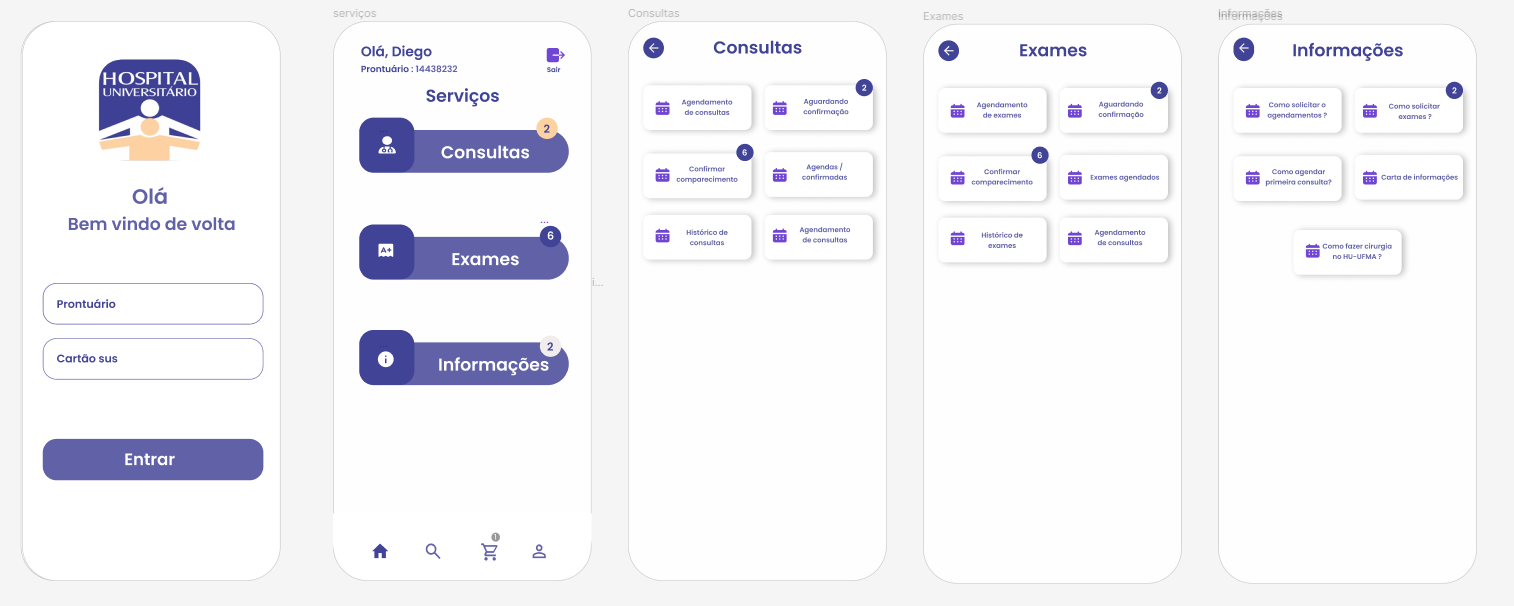 HOSPITAL
UNIVERSITÁRIO
Olá
Bem vindo de volta
Prontuário
Cartão sus
Entrar
serviços
Olá, Diego
Prontuário : 14438232
Sair
Serviços
2
Consultas
...
6
Exames
i...
2
Informações
1
Consultas
Consultas
Agendamento
de consultas
2
Aguardando
confirmação
6
Confirmar
comparecimento
Agendas /
confirmadas
Histórico de
consultas
Agendamento
de consultas
Exames
Exames
Agendamento
de exames
2
Aguardando
confirmação
6
Confirmar
comparecimento
Exames agendados
Histórico de
exames
Agendamento
de consultas
Informações
Informações
Informações
Como solicitar o
agendamentos ?
2
Como solicitar
exames ?
Como agendar
primeira consulta?
Carta de informações
Como fazer cirurgia
no HU-UFMA ?